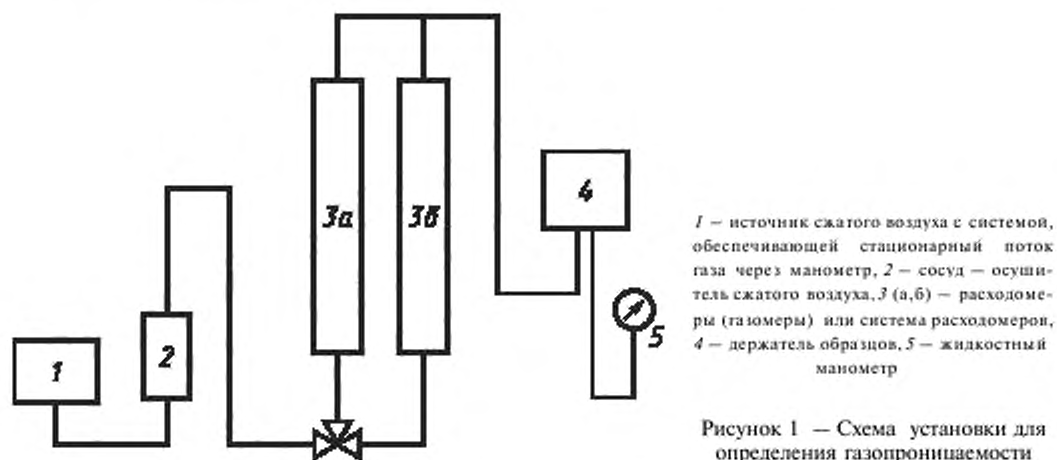 3а
3б
4
1
2
5
1 — источник сжатого воздуха с системой,
обеспечивающей стационарный поток
газа через манометр, 2 — сосуд — осуши-
тель сжатого воздуха, 3 (а,б) — расходоме-
ры (газомеры) или система расходомеров,
4 — держатель образцов, 5 — жидкостный
манометр
Рисунок 1 — Схема установки для
определения газопроницаемости